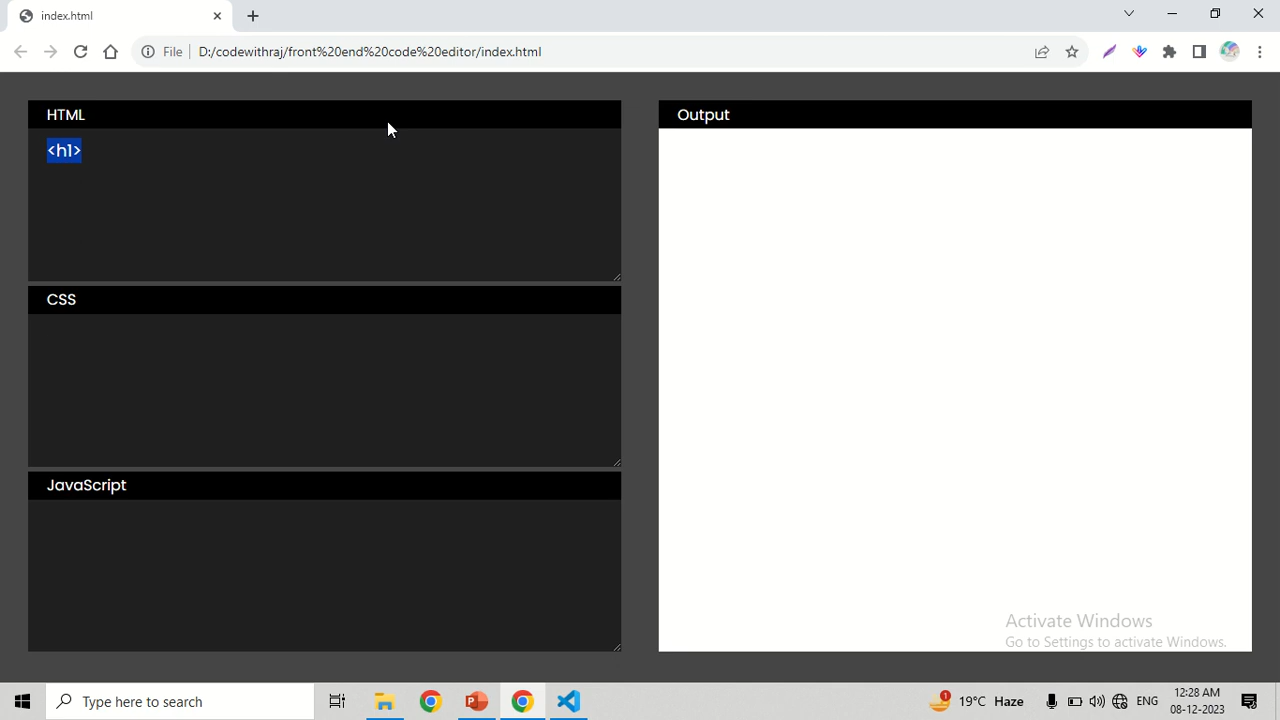 index.html
File
D:/codewithraj/front%20end%20code%20editor/index.html
HTML
<h1>
CSS
JavaScript
Output
Activate Windows
Go to Settings to activate Windows.
Type here to search
P
1
19°C Haze
ENG
12:28 AM
08-12-2023